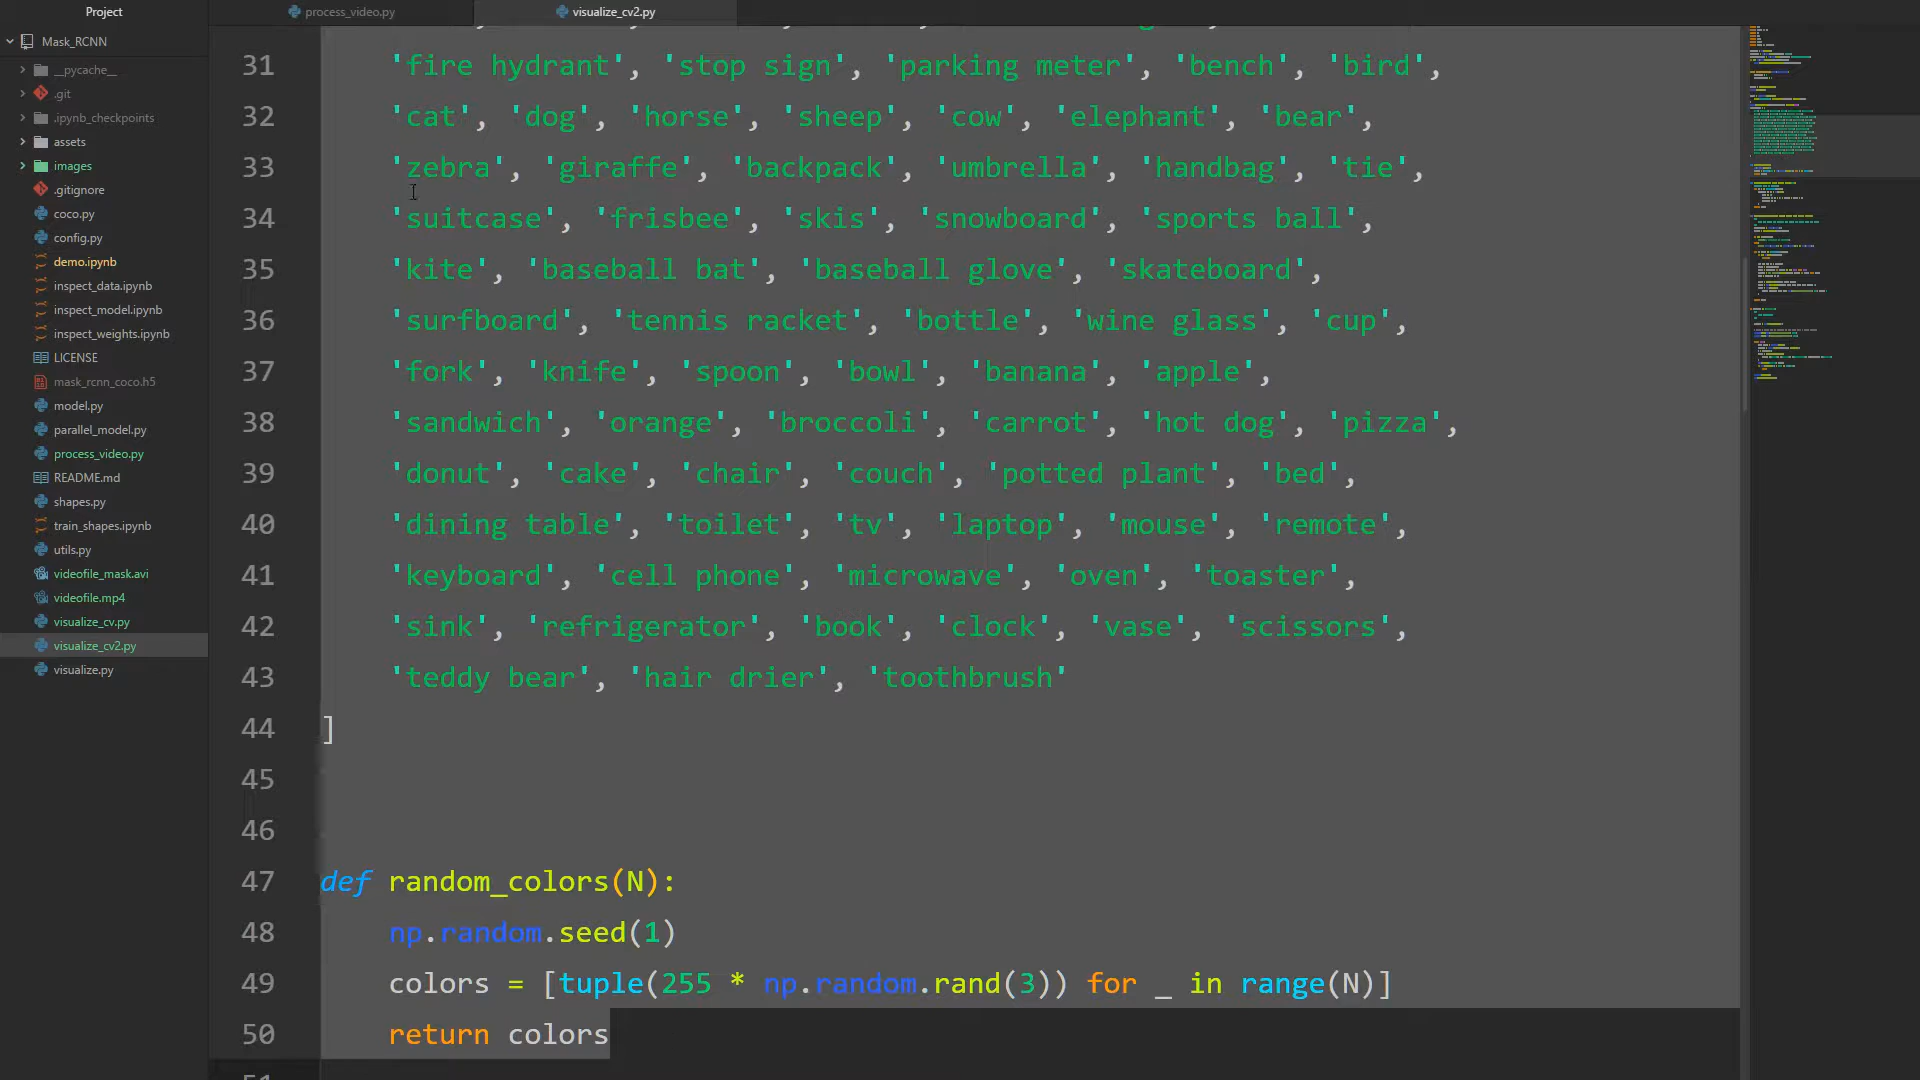 Project
process_video.py
visualize_cv2.py
Mask_RCNN
__pycache__
.git
.ipynb_checkpoints
assets
images
.gitignore
coco.py
config.py
demo.ipynb
inspect_data.ipynb
inspect_model.ipynb
inspect_weights.ipynb
LICENSE
mask_rcnn_coco.h5
model.py
parallel_model.py
process_video.py
README.md
shapes.py
train_shapes.ipynb
utils.py
videofile_mask.avi
videofile.mp4
visualize_cv.py
visualize_cv2.py
visualize.py
31 'fire hydrant', 'stop sign', 'parking meter', 'bench', 'bird',
32 'cat', 'dog', 'horse', 'sheep', 'cow', 'elephant', 'bear',
33 'zebra', 'giraffe', 'backpack', 'umbrella', 'handbag', 'tie',
34 'suitcase', 'frisbee', 'skis', 'snowboard', 'sports ball',
35 'kite', 'baseball bat', 'baseball glove', 'skateboard',
36 'surfboard', 'tennis racket', 'bottle', 'wine glass', 'cup',
37 'fork', 'knife', 'spoon', 'bowl', 'banana', 'apple',
38 'sandwich', 'orange', 'broccoli', 'carrot', 'hot dog', 'pizza',
39 'donut', 'cake', 'chair', 'couch', 'potted plant', 'bed',
40 'dining table', 'toilet', 'tv', 'laptop', 'mouse', 'remote',
41 'keyboard', 'cell phone', 'microwave', 'oven', 'toaster',
42 'sink', 'refrigerator', 'book', 'clock', 'vase', 'scissors',
43 'teddy bear', 'hair drier', 'toothbrush'
44 ]
45
46
47 def random_colors(N):
48 np.random.seed(1)
49 colors = [tuple(255 * np.random.rand(3)) for _ in range(N)]
50 return colors